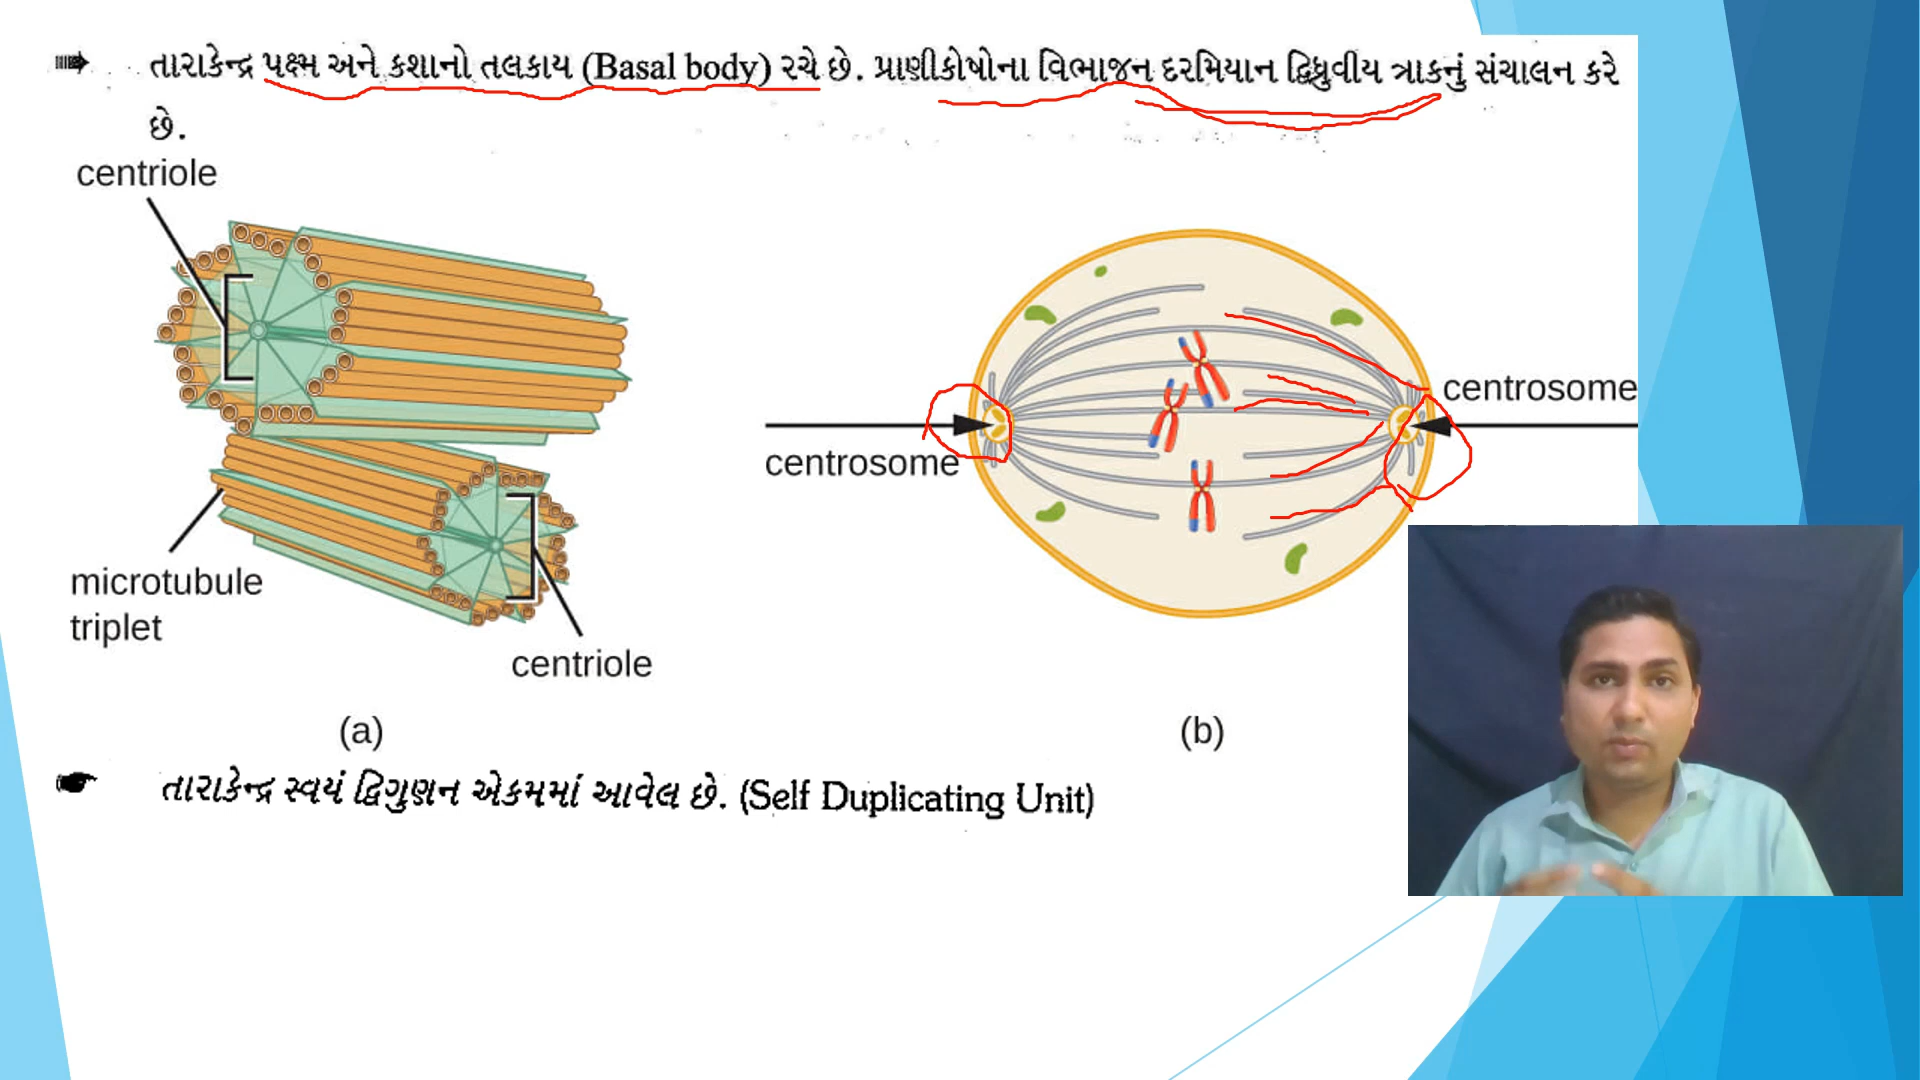 તારાકેન્દ્ર પક્ષ્મ અને કશાનો તલકાય (Basal body) રચે છે. પ્રાણીકોષોના વિભાજન દરમિયાન દ્વિધ્રુવીય ત્રાકનું સંચાલન કરે
છે.
centriole
centrosome
centrosome
microtubule
triplet
centriole
(a)
(b)
તારાકેન્દ્ર સ્વયં દ્વિગુણન એકમમાં આવેલ છે. (Self Duplicating Unit)